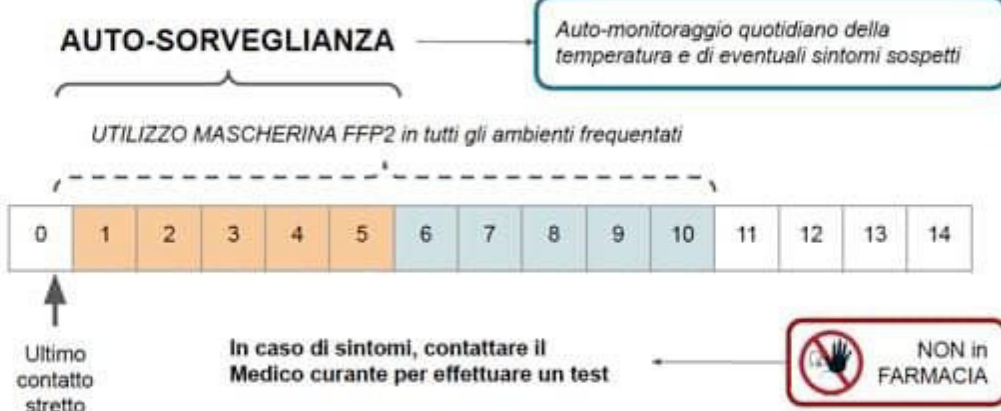 AUTO-SORVEGLIANZA
Auto-monitoraggio quotidiano della
temperatura e di eventuali sintomi sospetti
UTILIZZO MASCHERINA FFP2 in tutti gli ambienti frequentati
0 1 2 3 4 5 6 7 8 9 10 11 12 13 14
Ultimo
contatto
stretto
In caso di sintomi, contattare il
Medico curante per effettuare un test
NON in
FARMACIA